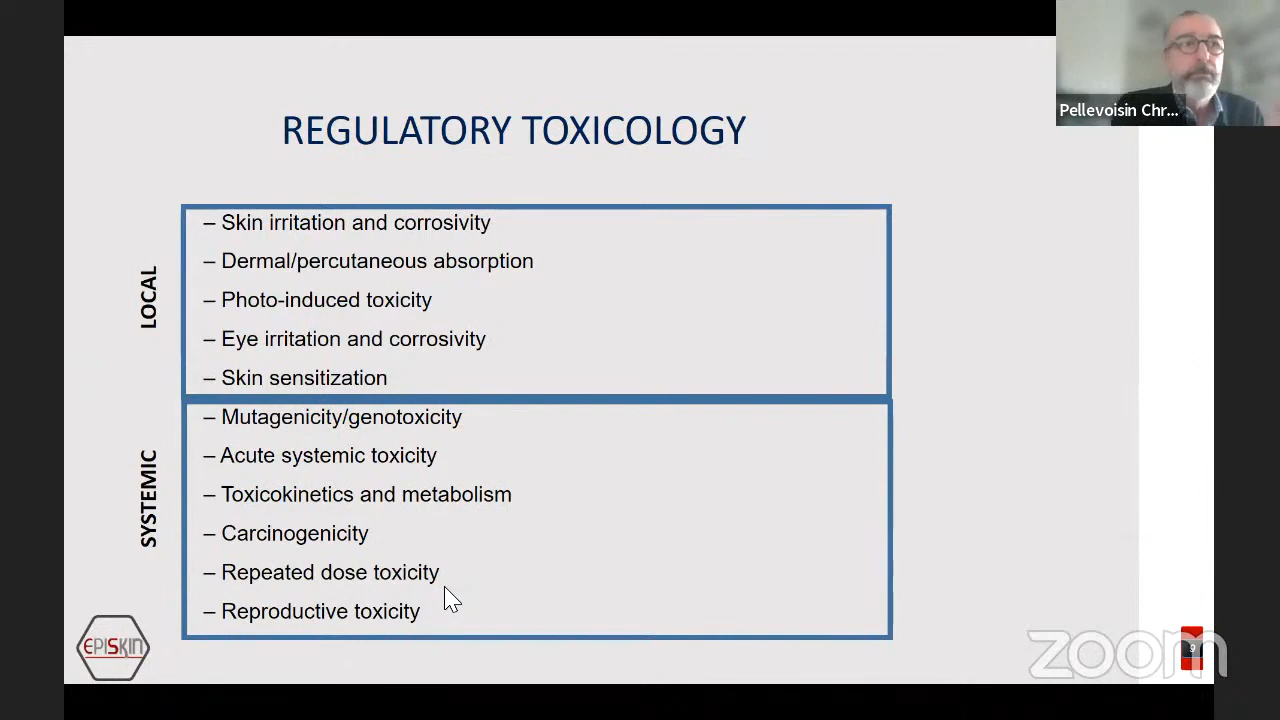 Pellevoisin Chr...
REGULATORY TOXICOLOGY
LOCAL
– Skin irritation and corrosivity
– Dermal/percutaneous absorption
– Photo-induced toxicity
– Eye irritation and corrosivity
– Skin sensitization
SYSTEMIC
– Mutagenicity/genotoxicity
– Acute systemic toxicity
– Toxicokinetics and metabolism
– Carcinogenicity
– Repeated dose toxicity
– Reproductive toxicity
EPISKIN
zoom
9